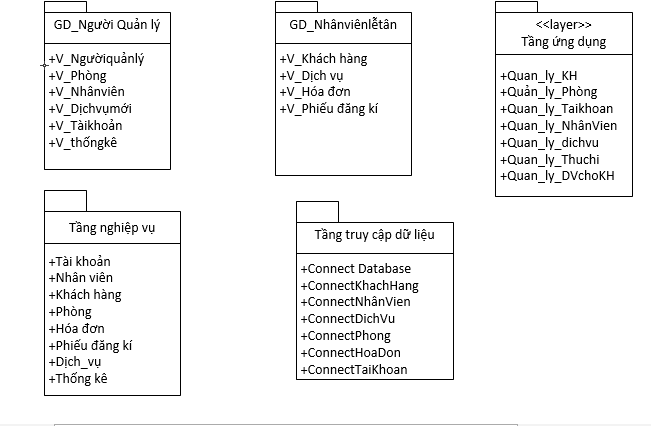 GD_Người Quản lý
+V_Ngườiquảnlý
+V_Phòng
+V_Nhânviên
+V_Dịchvụmới
+V_Tàikhoản
+V_thốngkê
GD_Nhânviênlễtân
+V_Khách hàng
+V_Dịch vụ
+V_Hóa đơn
+V_Phiếu đăng kí
<<layer>>
Tầng ứng dụng
+Quan_ly_KH
+Quản_ly_Phòng
+Quan_ly_Taikhoan
+Quan_ly_NhânVien
+Quan_ly_dichvu
+Quan_ly_Thuchi
+Quan_ly_DVchoKH
Tầng nghiệp vụ
+Tài khoản
+Nhân viên
+Khách hàng
+Phòng
+Hóa đơn
+Phiếu đăng kí
+Dịch_vụ
+Thống kê
Tầng truy cập dữ liệu
+Connect Database
+ConnectKhachHang
+ConnectNhânVien
+ConnectDichVu
+ConnectPhong
+ConnectHoaDon
+ConnectTaiKhoan